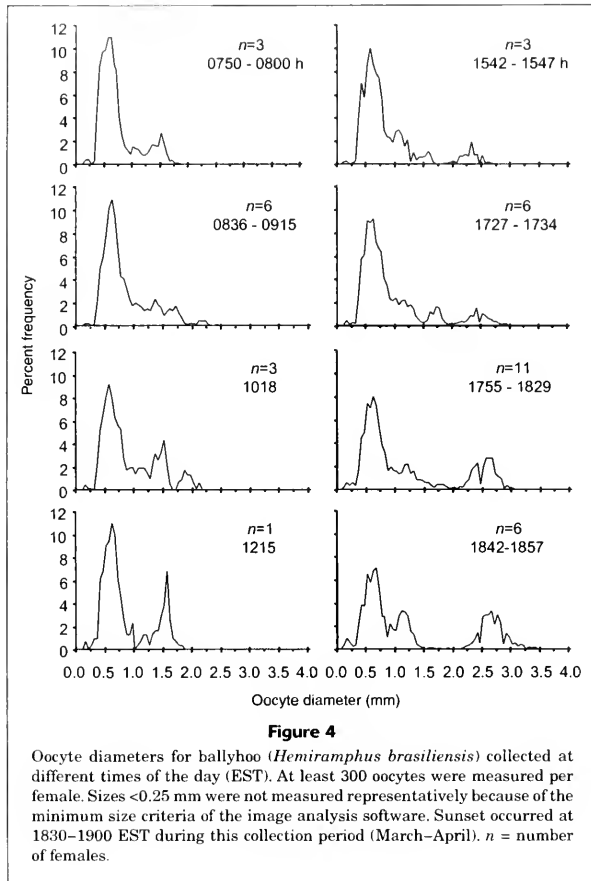 12
10
8
6
4
2
0
n=3
0750 - 0800 h
n=3
1542 - 1547 h
12
10
8
6
4
2
0
n=6
0836 - 0915
n=6
1727 - 1734
Percent frequency
12
10
8
6
4
2
0
n=3
1018
n=11
1755 - 1829
12
10
8
6
4
2
0
n=1
1215
n=6
1842-1857
0.0 0.5 1.0 1.5 2.0 2.5 3.0 3.5 4.0
0.0 0.5 1.0 1.5 2.0 2.5 3.0 3.5 4.0
Oocyte diameter (mm)
Figure 4
Oocyte diameters for ballyhoo (Hemiramphus brasiliensis) collected at
different times of the day (EST). At least 300 oocytes were measured per
female. Sizes <0.25 mm were not measured representatively because of the
minimum size criteria of the image analysis software. Sunset occurred at
1830–1900 EST during this collection period (March–April). n = number
of females.